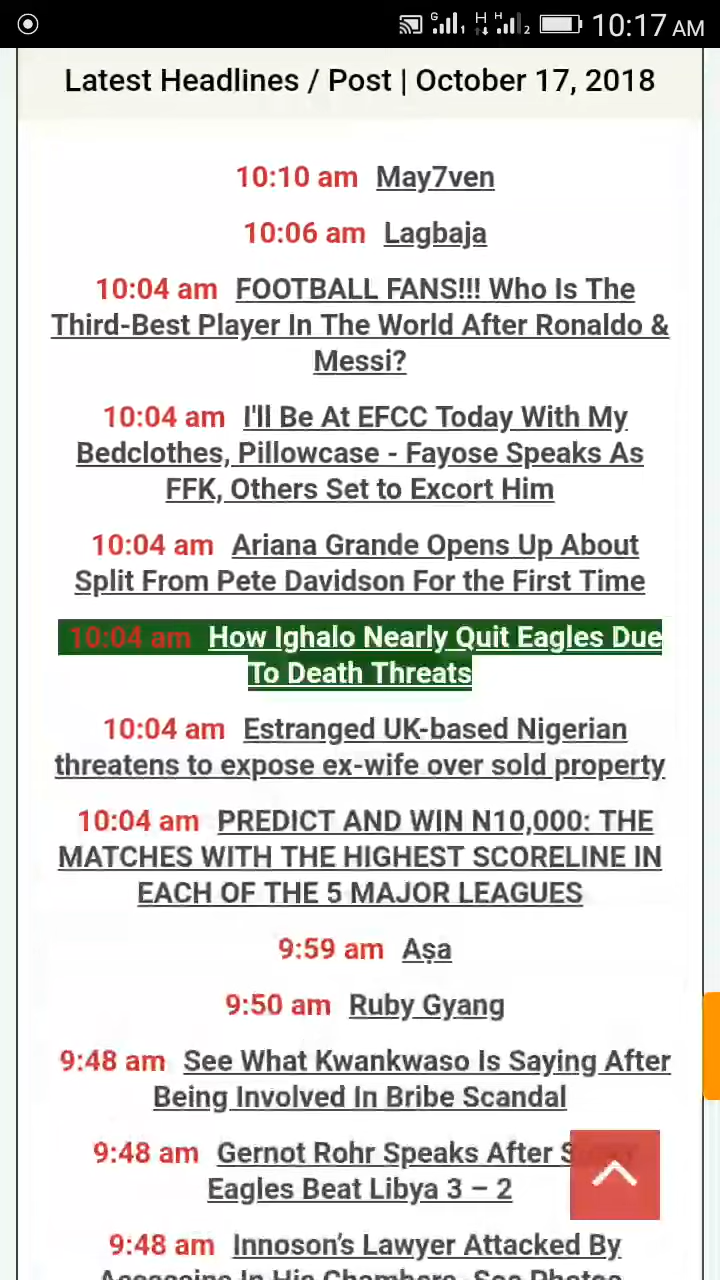 G 1 H H 2 10:17 AM
Latest Headlines / Post | October 17, 2018
10:10 am May7ven
10:06 am Lagbaja
10:04 am FOOTBALL FANS!!! Who Is The
Third-Best Player In The World After Ronaldo &
Messi?
10:04 am I'll Be At EFCC Today With My
Bedclothes, Pillowcase - Fayose Speaks As
FFK, Others Set to Excort Him
10:04 am Ariana Grande Opens Up About
Split From Pete Davidson For the First Time
10:04 am How Ighalo Nearly Quit Eagles Due
To Death Threats
10:04 am Estranged UK-based Nigerian
threatens to expose ex-wife over sold property
10:04 am PREDICT AND WIN N10,000: THE
MATCHES WITH THE HIGHEST SCORELINE IN
EACH OF THE 5 MAJOR LEAGUES
9:59 am Aṣa
9:50 am Ruby Gyang
9:48 am See What Kwankwaso Is Saying After
Being Involved In Bribe Scandal
9:48 am Gernot Rohr Speaks After
Eagles Beat Libya 3 – 2
9:48 am Innoson’s Lawyer Attacked By